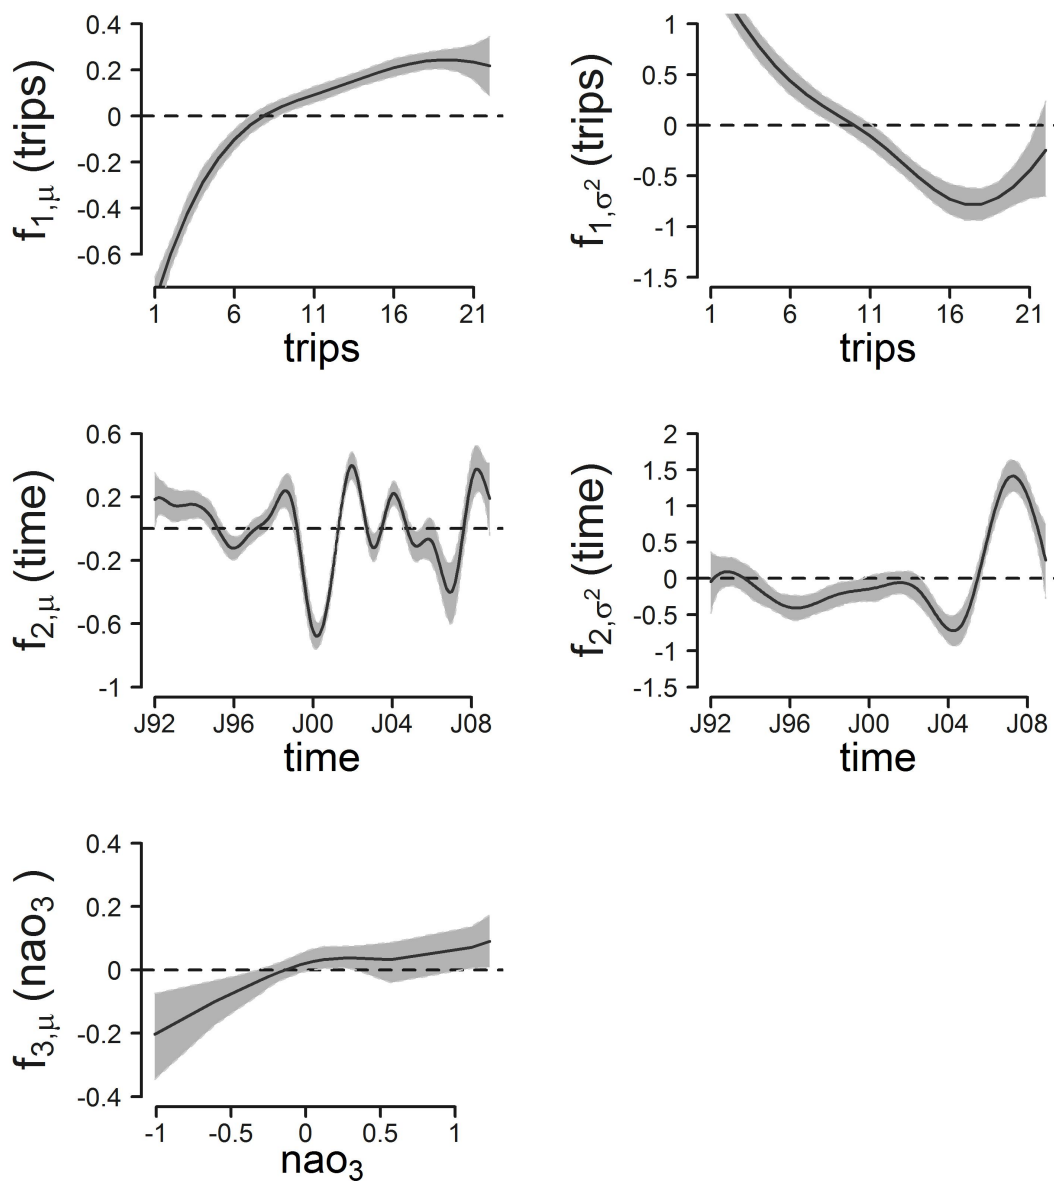 0.4
0.2
0
-0.2
-0.4
-0.6
f1,μ (trips)
1 6 11 16 21
trips
1
0.5
0
-0.5
-1
-1.5
f1,σ² (trips)
1 6 11 16 21
trips
0.6
0.2
-0.2
-0.6
-1
f2,μ (time)
J92 J96 J00 J04 J08
time
2
1.5
1
0.5
0
-0.5
-1
-1.5
f2,σ² (time)
J92 J96 J00 J04 J08
time
0.4
0.2
0
-0.2
-0.4
f3,μ (nao3 )
-1 -0.5 0 0.5 1
nao3